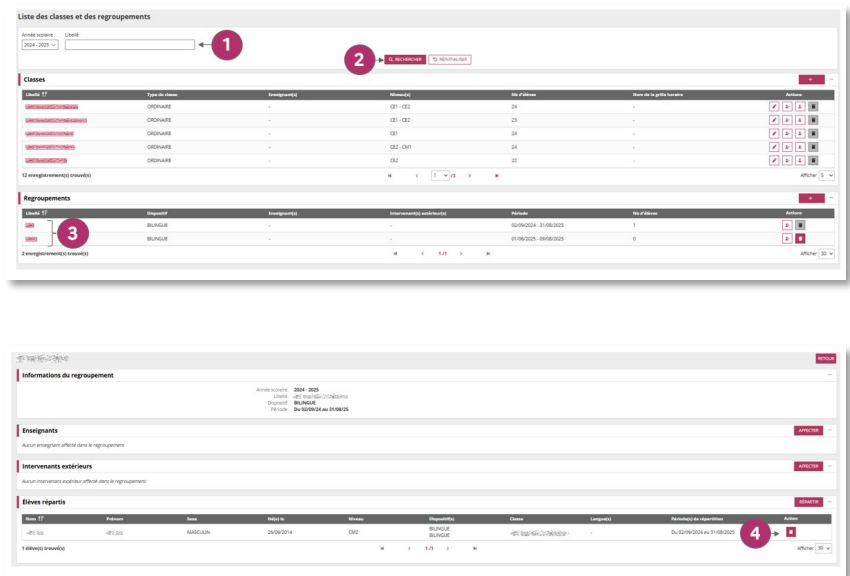 Liste des classes et des regroupements
Année scolaire Libellé
2024 - 2025
1
2
RECHERCHER RÉINITIALISER
Classes
+
Libellé Type de classe Enseignant(s) Niveau(x) Nb d'élèves Nom de la grille horaire Actions
ORDINAIRE - CE1 - CE2 24 -
ORDINAIRE - CE1 - CE2 23 -
ORDINAIRE - CE1 24 -
ORDINAIRE - CE2 - CM1 24 -
ORDINAIRE - CE2 22 -
12 enregistrement(s) trouvé(s) 1 /3 Afficher 5
Regroupements
+
Libellé Dispositif Enseignant(s) Intervenant(s) extérieur(s) Période Nb d'élèves Actions
BILINGUE - - 02/09/2024 - 31/08/2025 1
3
BILINGUE - - 01/06/2025 - 09/08/2025 0
2 enregistrement(s) trouvé(s) 1 /1 Afficher 30
RETOUR
Informations du regroupement
Année scolaire 2024 - 2025
Libellé
Dispositif BILINGUE
Période Du 02/09/24 au 31/08/25
Enseignants AFFECTER
Aucun enseignant affecté dans le regroupement
Intervenants extérieurs AFFECTER
Aucun intervenant extérieur affecté dans le regroupement
Élèves répartis RÉPARTIR
Nom Prénom Sexe Né(e) le Niveau Dispositif(s) Classe Langue(s) Période(s) de répartition Action
MASCULIN 26/09/2014 CM2 BILINGUE - Du 02/09/2024 au 31/08/2025
BILINGUE
4
1 élève(s) trouvé(s) 1 /1 Afficher 30